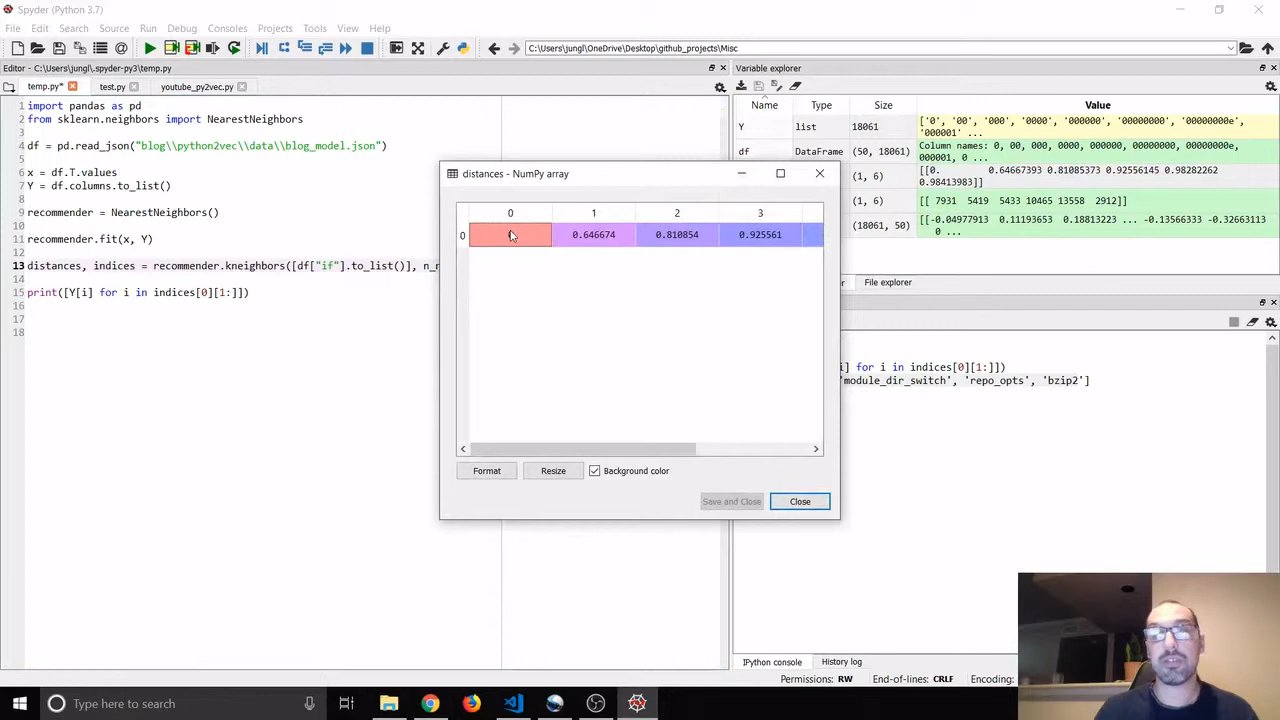 Spyder (Python 3.7)
File Edit Search Source Run Debug Consoles Projects Tools View Help
C:\Users\jungl\OneDrive\Desktop\github_projects\Misc
Editor - C:\Users\jungl\.spyder-py3\temp.py
temp.py* test.py youtube_py2vec.py
1 import pandas as pd
2 from sklearn.neighbors import NearestNeighbors
3
4 df = pd.read_json("blog\\python2vec\\data\\blog_model.json")
5
6 x = df.T.values
7 Y = df.columns.to_list()
8
9 recommender = NearestNeighbors()
10
11 recommender.fit(x, Y)
12
13 distances, indices = recommender.kneighbors([df["if"].to_list()], n_n
14
15 print([Y[i] for i in indices[0][1:]])
16
17
18
distances - NumPy array
0 1 2 3
0 0.646674 0.810854 0.925561
Format Resize Background color
Save and Close Close
Variable explorer
Name Type Size Value
Y list 18061 ['0', '00', '000', '0000', '000000', '00000000', '00000000e',
'000001' ...
df DataFrame (50, 18061) Column names: 0, 00, 000, 0000, 000000, 00000000, 00000000e,
000001, 0 ...
(1, 6) [[0. 0.64667393 0.81085373 0.92556145 0.98282262
0.98413983]]
(1, 6) [[ 7931 5419 5433 10465 13558 2912]]
(18061, 50) [[-0.04977913 0.11193653 0.18813223 ... -0.13566333 -0.32663113
0 ...
File explorer
i] for i in indices[0][1:]])
'module_dir_switch', 'repo_opts', 'bzip2']
IPython console History log
Permissions: RW End-of-lines: CRLF Encoding:
Type here to search